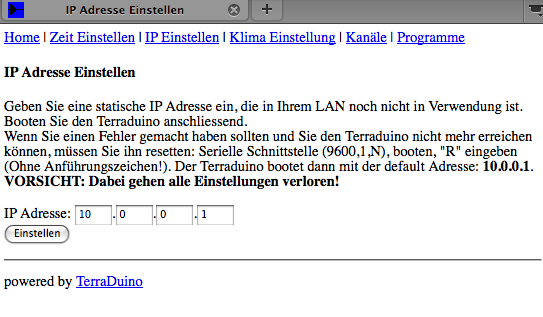 IP Adresse Einstellen
Home | Zeit Einstellen | IP Einstellen | Klima Einstellung | Kanäle | Programme
IP Adresse Einstellen
Geben Sie eine statische IP Adresse ein, die in Ihrem LAN noch nicht in Verwendung ist.
Booten Sie den Terraduino anschliessend.
Wenn Sie einen Fehler gemacht haben sollten und Sie den Terraduino nicht mehr erreichen
können, müssen Sie ihn resetten: Serielle Schnittstelle (9600,1,N), booten, "R" eingeben
(Ohne Anführungszeichen!). Der Terraduino bootet dann mit der default Adresse: 10.0.0.1.
VORSICHT: Dabei gehen alle Einstellungen verloren!
IP Adresse: 10 . 0 . 0 . 1
Einstellen
powered by TerraDuino